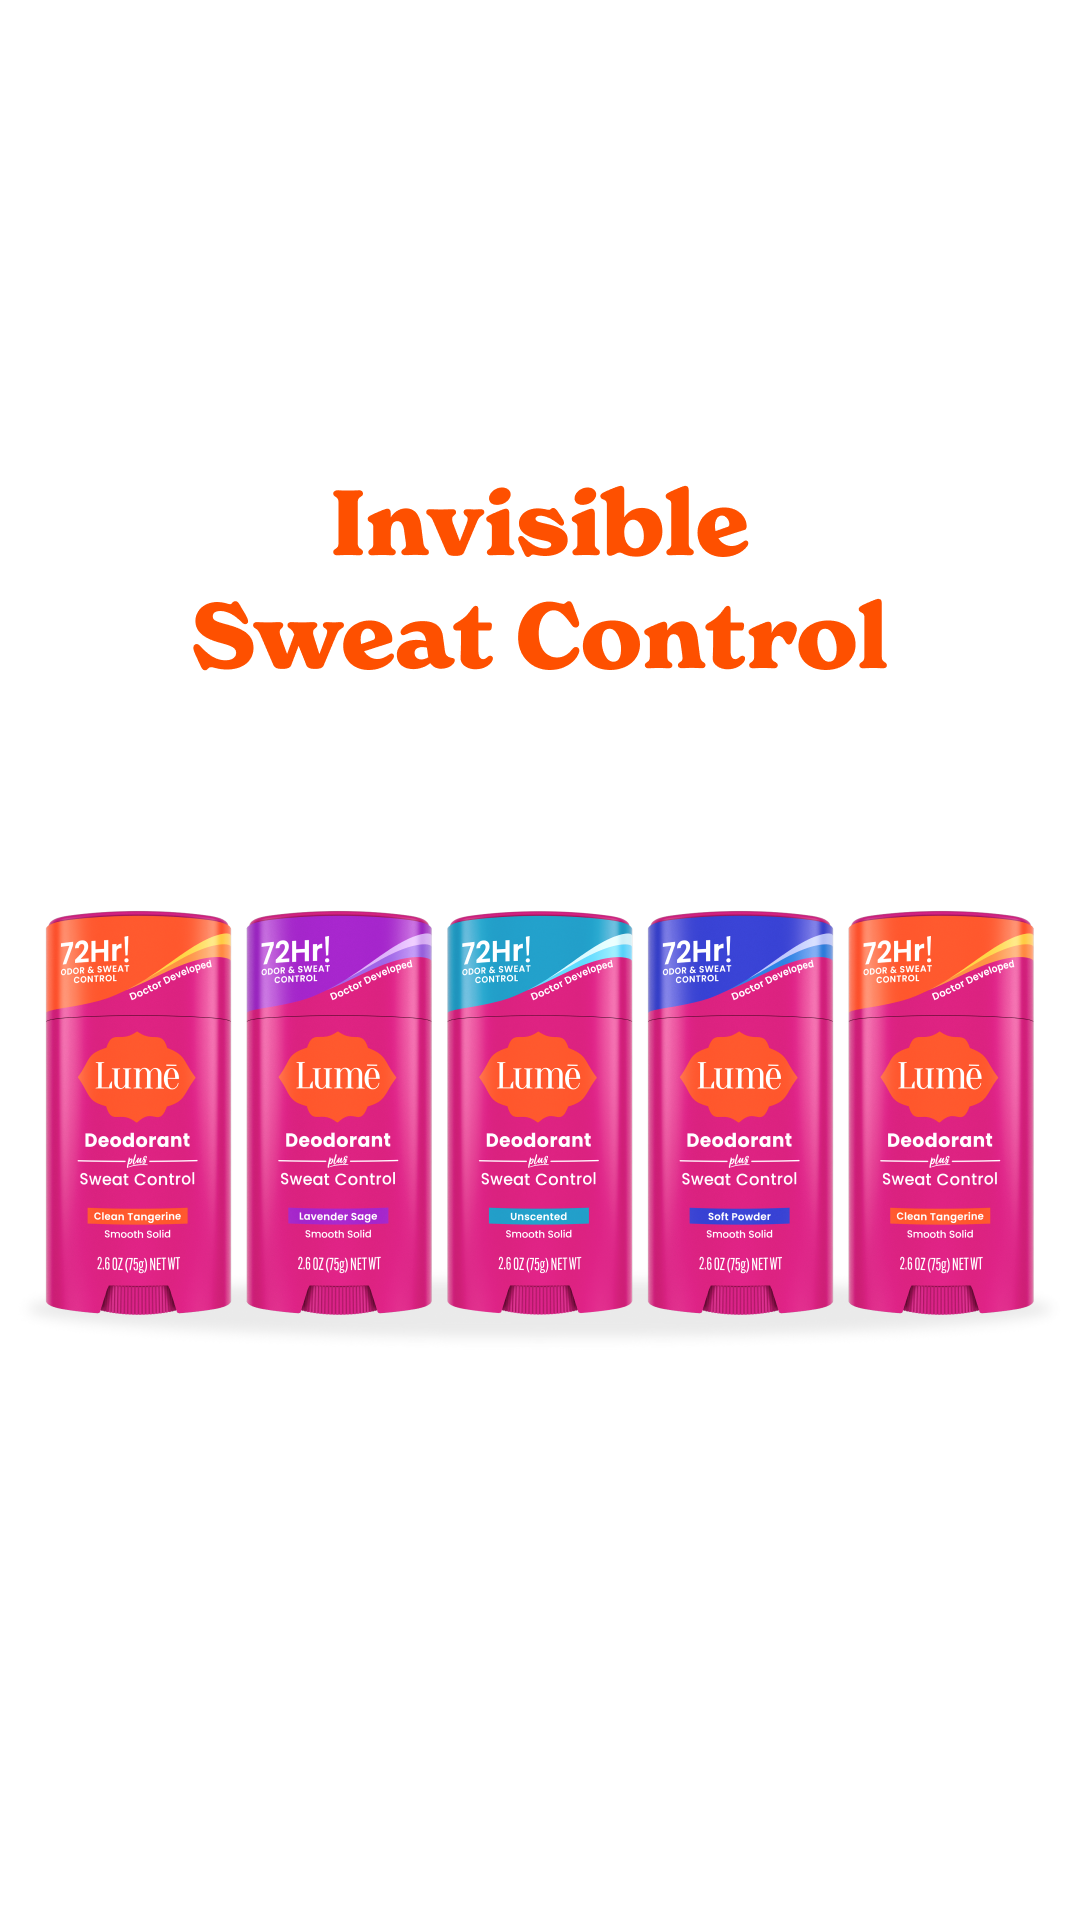 Invisible
Sweat Control
72Hr!
ODOR & SWEAT
CONTROL
Doctor Developed
Lumē
Deodorant
plus
Sweat Control
Clean Tangerine
Smooth Solid
2.6 OZ (75g) NET WT
72Hr!
ODOR & SWEAT
CONTROL
Doctor Developed
Lumē
Deodorant
plus
Sweat Control
Lavender Sage
Smooth Solid
2.6 OZ (75g) NET WT
72Hr!
ODOR & SWEAT
CONTROL
Doctor Developed
Lumē
Deodorant
plus
Sweat Control
Unscented
Smooth Solid
2.6 OZ (75g) NET WT
72Hr!
ODOR & SWEAT
CONTROL
Doctor Developed
Lumē
Deodorant
plus
Sweat Control
Soft Powder
Smooth Solid
2.6 OZ (75g) NET WT
72Hr!
ODOR & SWEAT
CONTROL
Doctor Developed
Lumē
Deodorant
plus
Sweat Control
Clean Tangerine
Smooth Solid
2.6 OZ (75g) NET WT